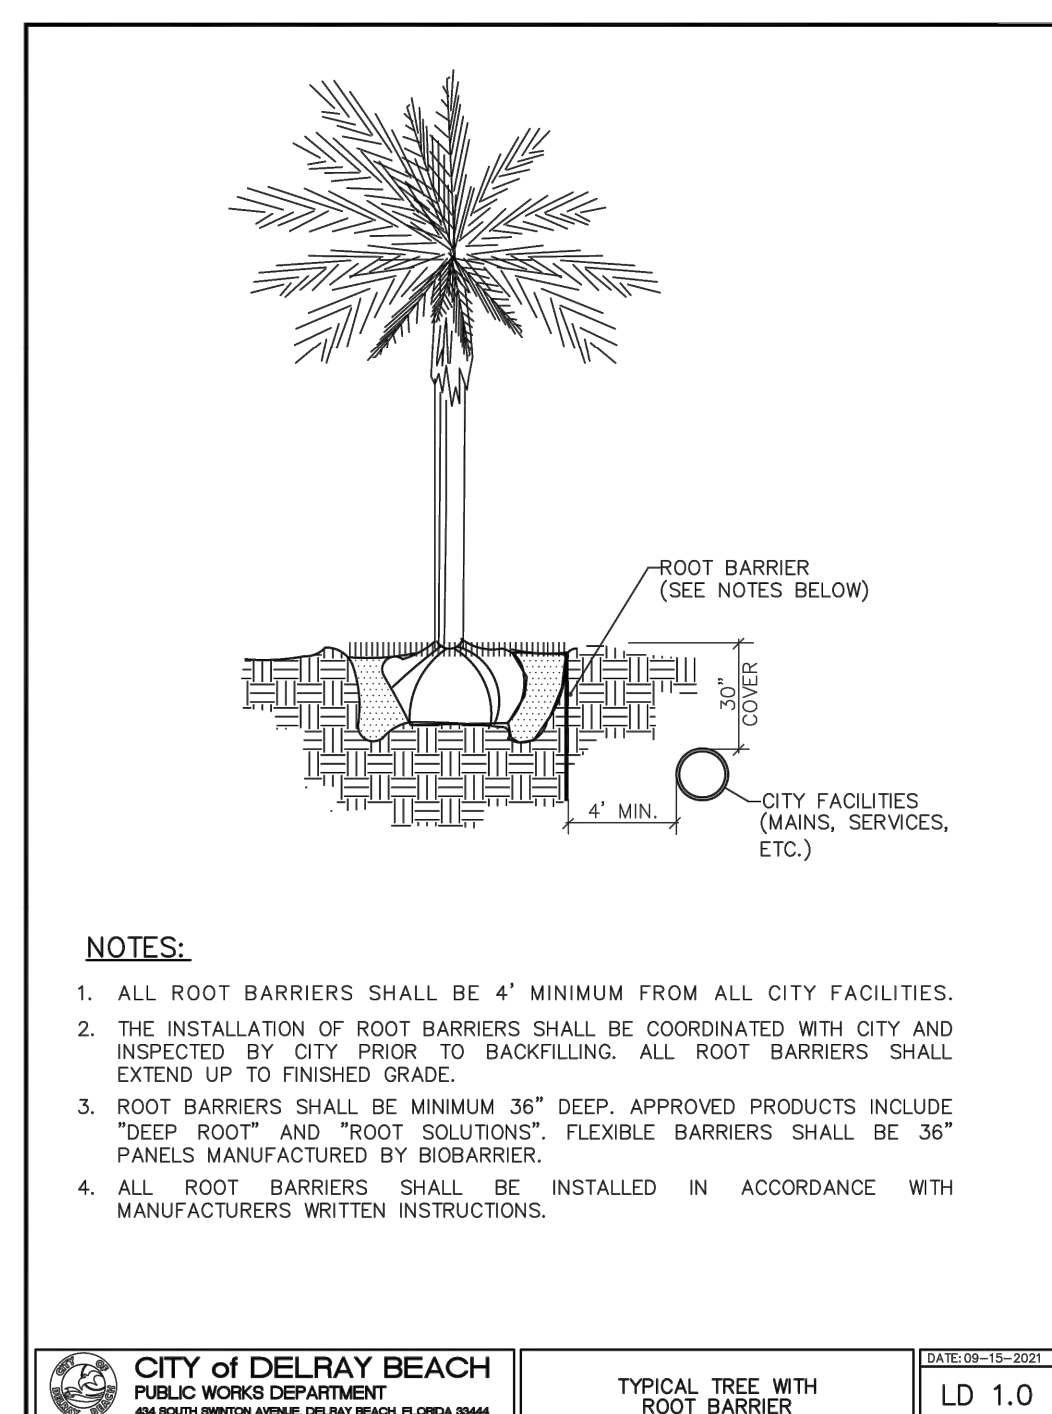 ROOT BARRIER
(SEE NOTES BELOW)
30"
COVER
4' MIN.
CITY FACILITIES
(MAINS, SERVICES,
ETC.)
NOTES:
1. ALL ROOT BARRIERS SHALL BE 4' MINIMUM FROM ALL CITY FACILITIES.
2. THE INSTALLATION OF ROOT BARRIERS SHALL BE COORDINATED WITH CITY AND
INSPECTED BY CITY PRIOR TO BACKFILLING. ALL ROOT BARRIERS SHALL
EXTEND UP TO FINISHED GRADE.
3. ROOT BARRIERS SHALL BE MINIMUM 36" DEEP. APPROVED PRODUCTS INCLUDE
"DEEP ROOT" AND "ROOT SOLUTIONS". FLEXIBLE BARRIERS SHALL BE 36"
PANELS MANUFACTURED BY BIOBARRIER.
4. ALL ROOT BARRIERS SHALL BE INSTALLED IN ACCORDANCE WITH
MANUFACTURERS WRITTEN INSTRUCTIONS.
CITY OF DELRAY BEACH
CITY of DELRAY BEACH
PUBLIC WORKS DEPARTMENT
434 SOUTH SWINTON AVENUE, DELRAY BEACH, FLORIDA 33444
TYPICAL TREE WITH
ROOT BARRIER
DATE: 09-15-2021
LD 1.0